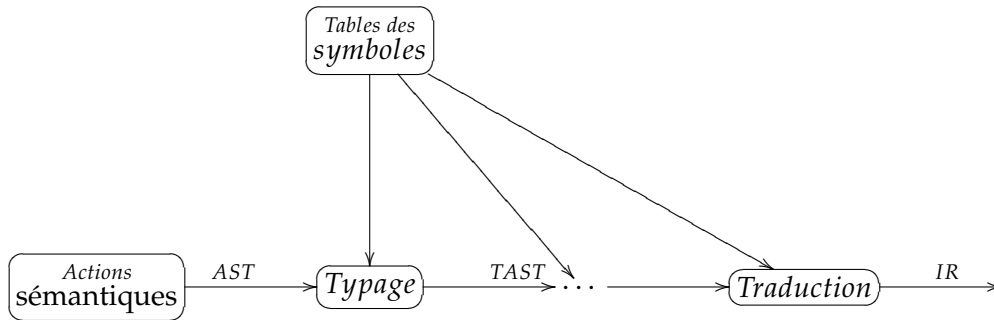 Tables des
symboles
Actions
sémantiques
AST
Typage
TAST
...
Traduction
IR